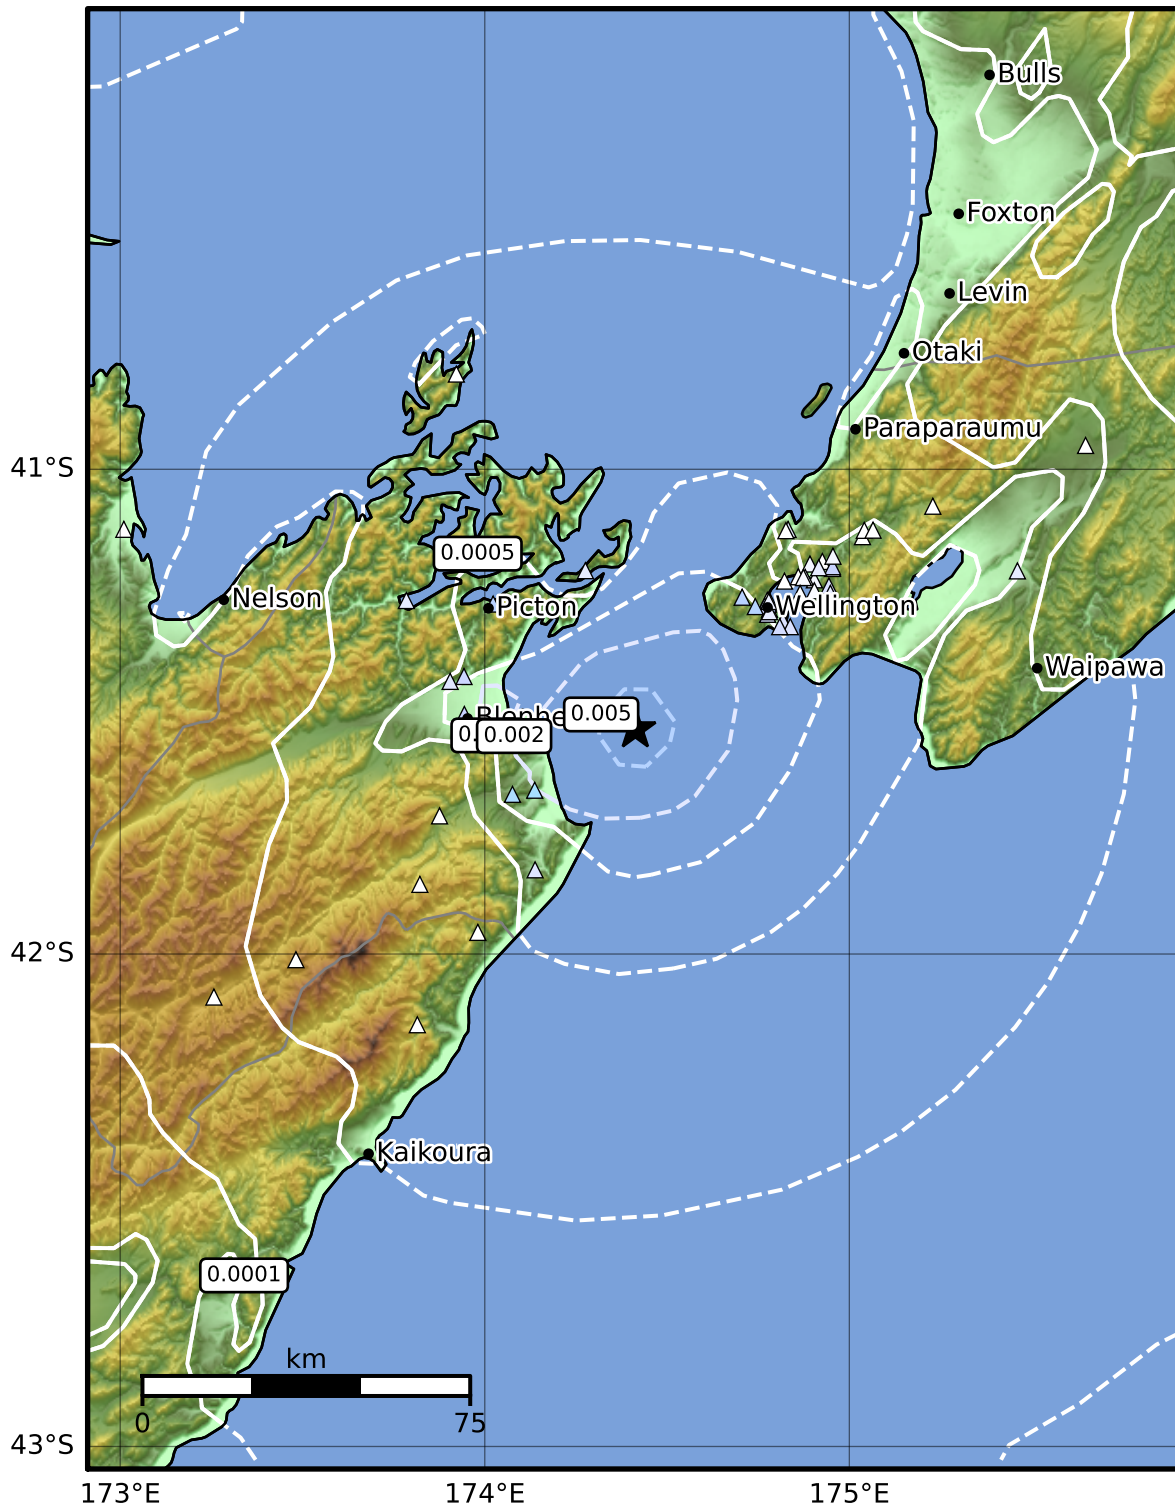 Bulls
Foxton
Levin
Otaki
Paraparaumu
41°S
0.0005
Nelson
Picton
Wellington
Waipawa
0.005
0.002
42°S
Kaikoura
0.0001
km
0
75
43°S
173°E
174°E
175°E